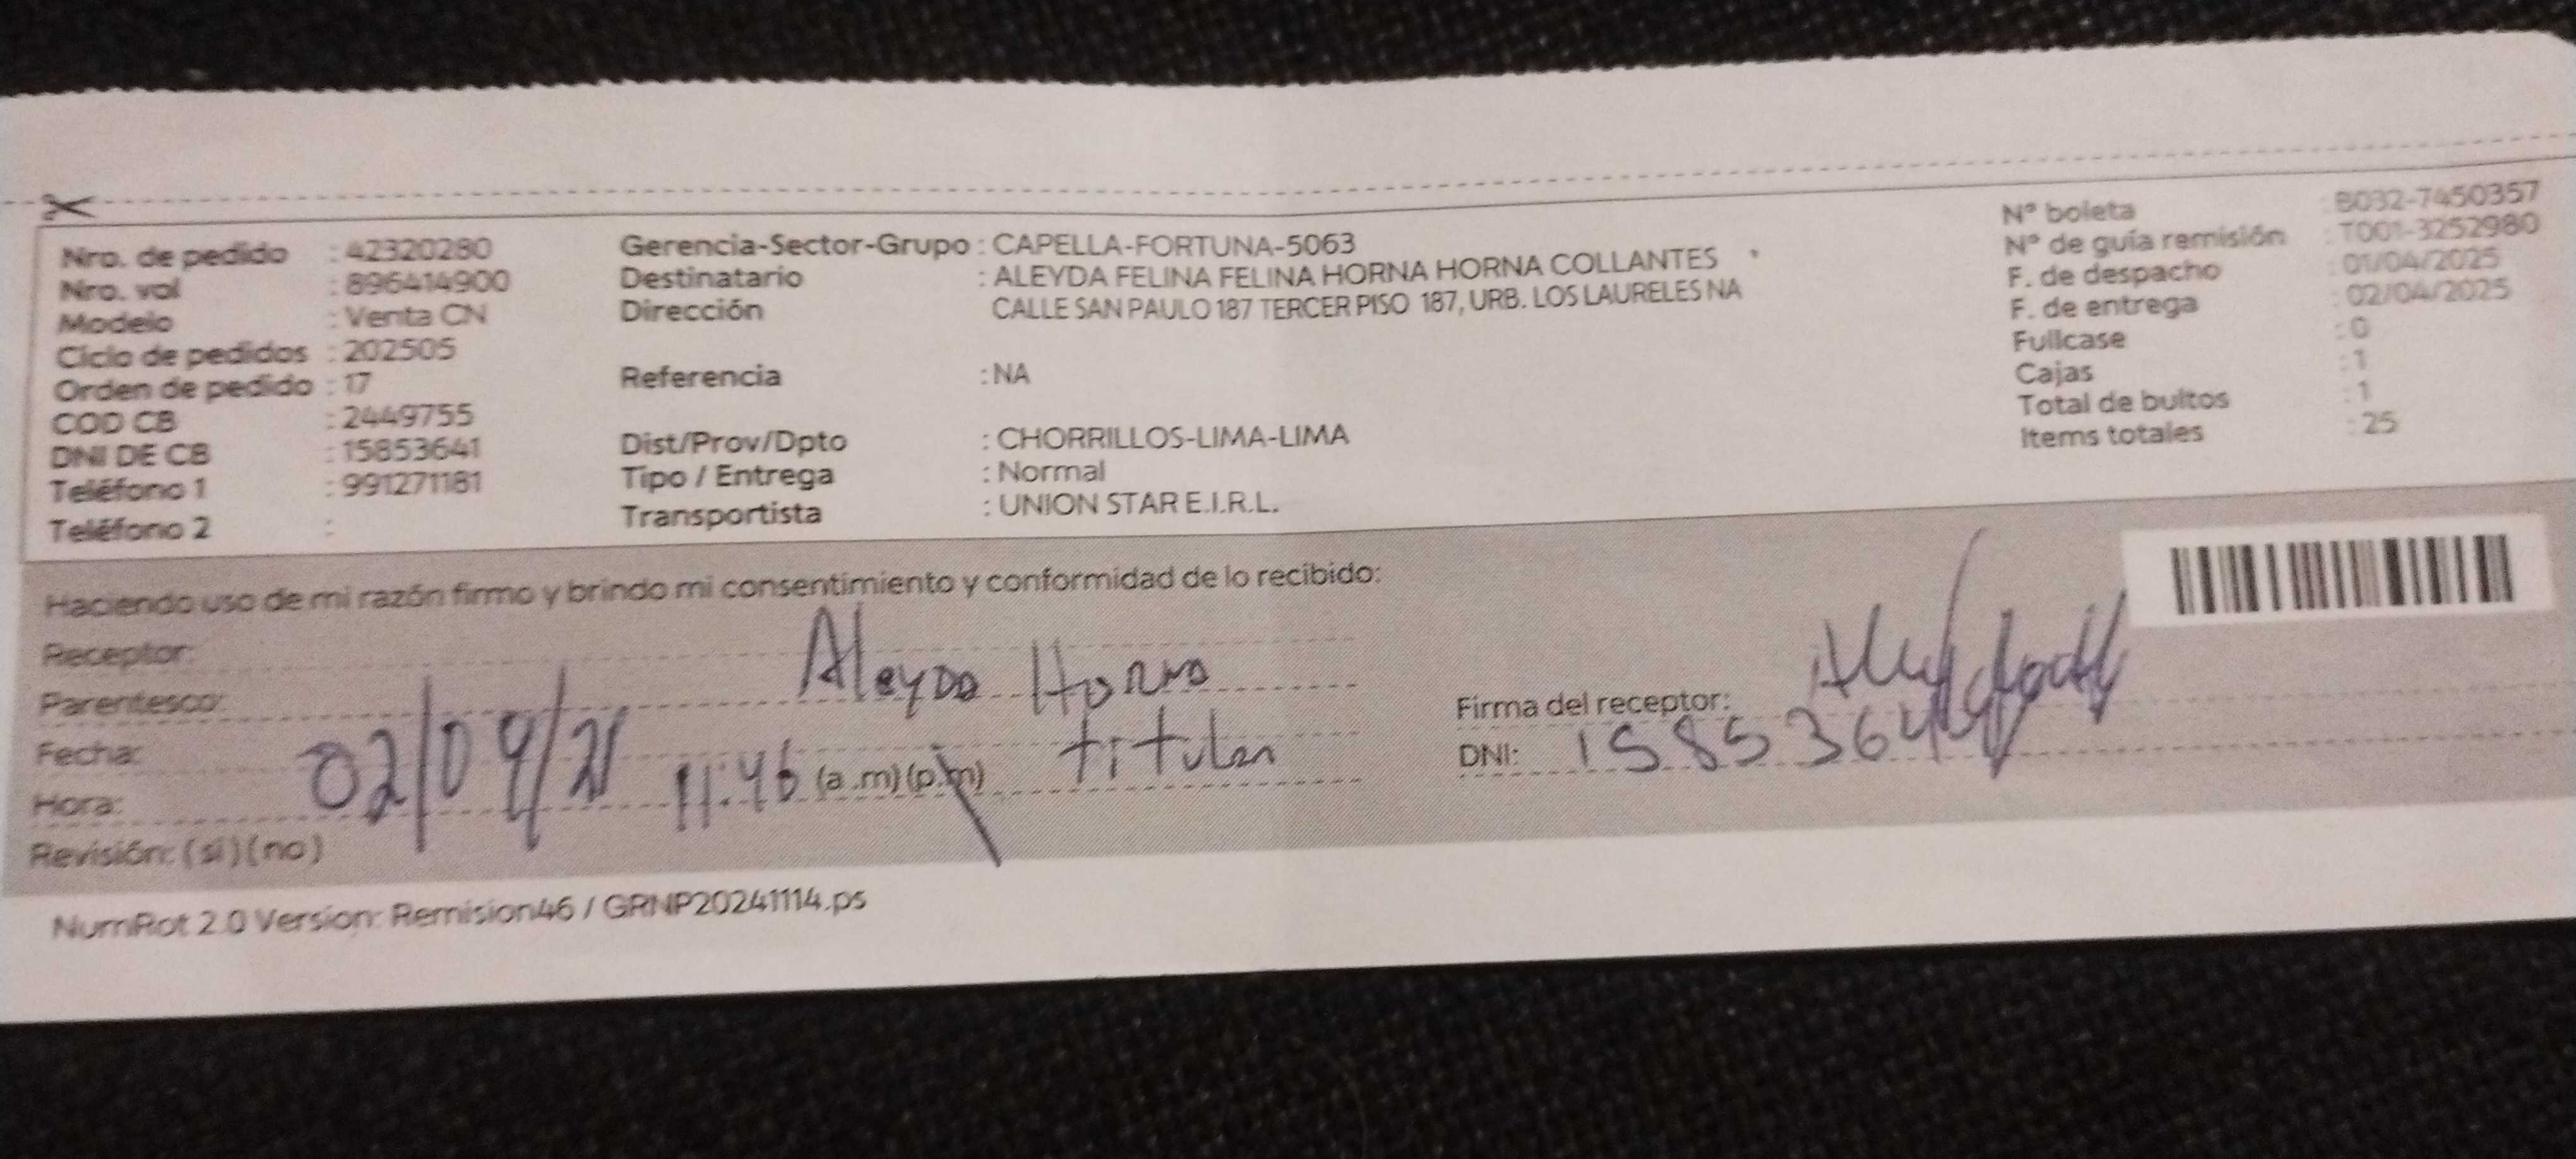 Nro. de pedido : 42320280
Nro. vol : 896414900
Modelo : Venta CN
Ciclo de pedidos : 202505
Orden de pedido : 17
COD CB : 2449755
DNI DE CB : 15853641
Teléfono 1 : 991271181
Teléfono 2 :
Gerencia-Sector-Grupo : CAPELLA-FORTUNA-5063
Destinatario : ALEYDA FELINA FELINA HORNA HORNA COLLANTES
Dirección CALLE SAN PAULO 187 TERCER PISO 187, URB. LOS LAURELES NA
Referencia : NA
Dist/Prov/Dpto : CHORRILLOS-LIMA-LIMA
Tipo / Entrega : Normal
Transportista : UNION STAR E.I.R.L.
Nº boleta : B032-7450357
Nº de guía remisión : T001-3252980
F. de despacho : 01/04/2025
F. de entrega : 02/04/2025
Fullcase : 0
Cajas : 1
Total de bultos : 1
Items totales : 25
Haciendo uso de mi razón firmo y brindo mi consentimiento y conformidad de lo recibido:
Receptor: Aleyda Horna
Parentesco: titular
Fecha: 02/04/
Hora: 11:46 (a.m)(p.m)
Revisión: (si)(no)
Firma del receptor:
DNI: 15853641
NumRot 2.0 Version: Remision46 / GRNP20241114.ps